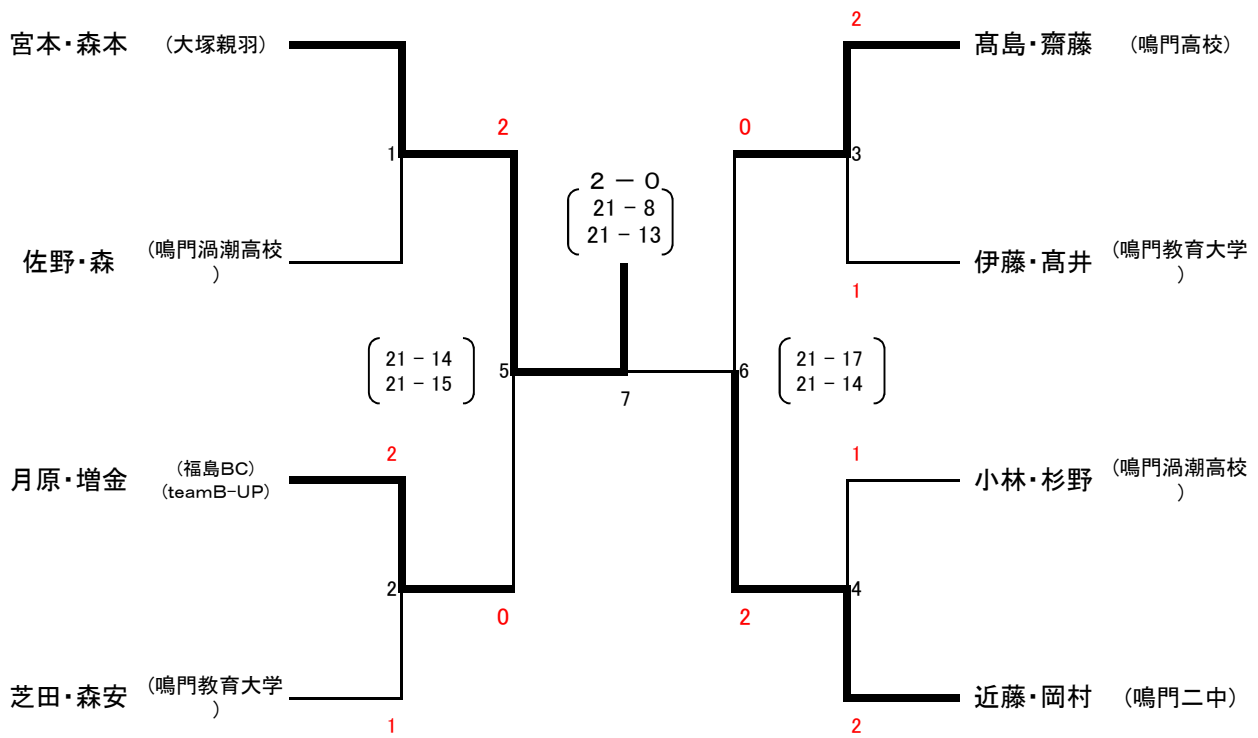 2
宮本・森本 (大塚親羽)
髙島・齋藤 (鳴門高校)
2
0
1
3
2 － 0
21 － 8
21 － 13
佐野・森 (鳴門渦潮高校
)
伊藤・髙井 (鳴門教育大学
)
1
21 － 14
21 － 15
5
7
6
21 － 17
21 － 14
2
1
月原・増金 (福島BC)
(teamB-UP)
小林・杉野 (鳴門渦潮高校
)
2
4
0
2
芝田・森安 (鳴門教育大学
)
近藤・岡村 (鳴門二中)
1
2